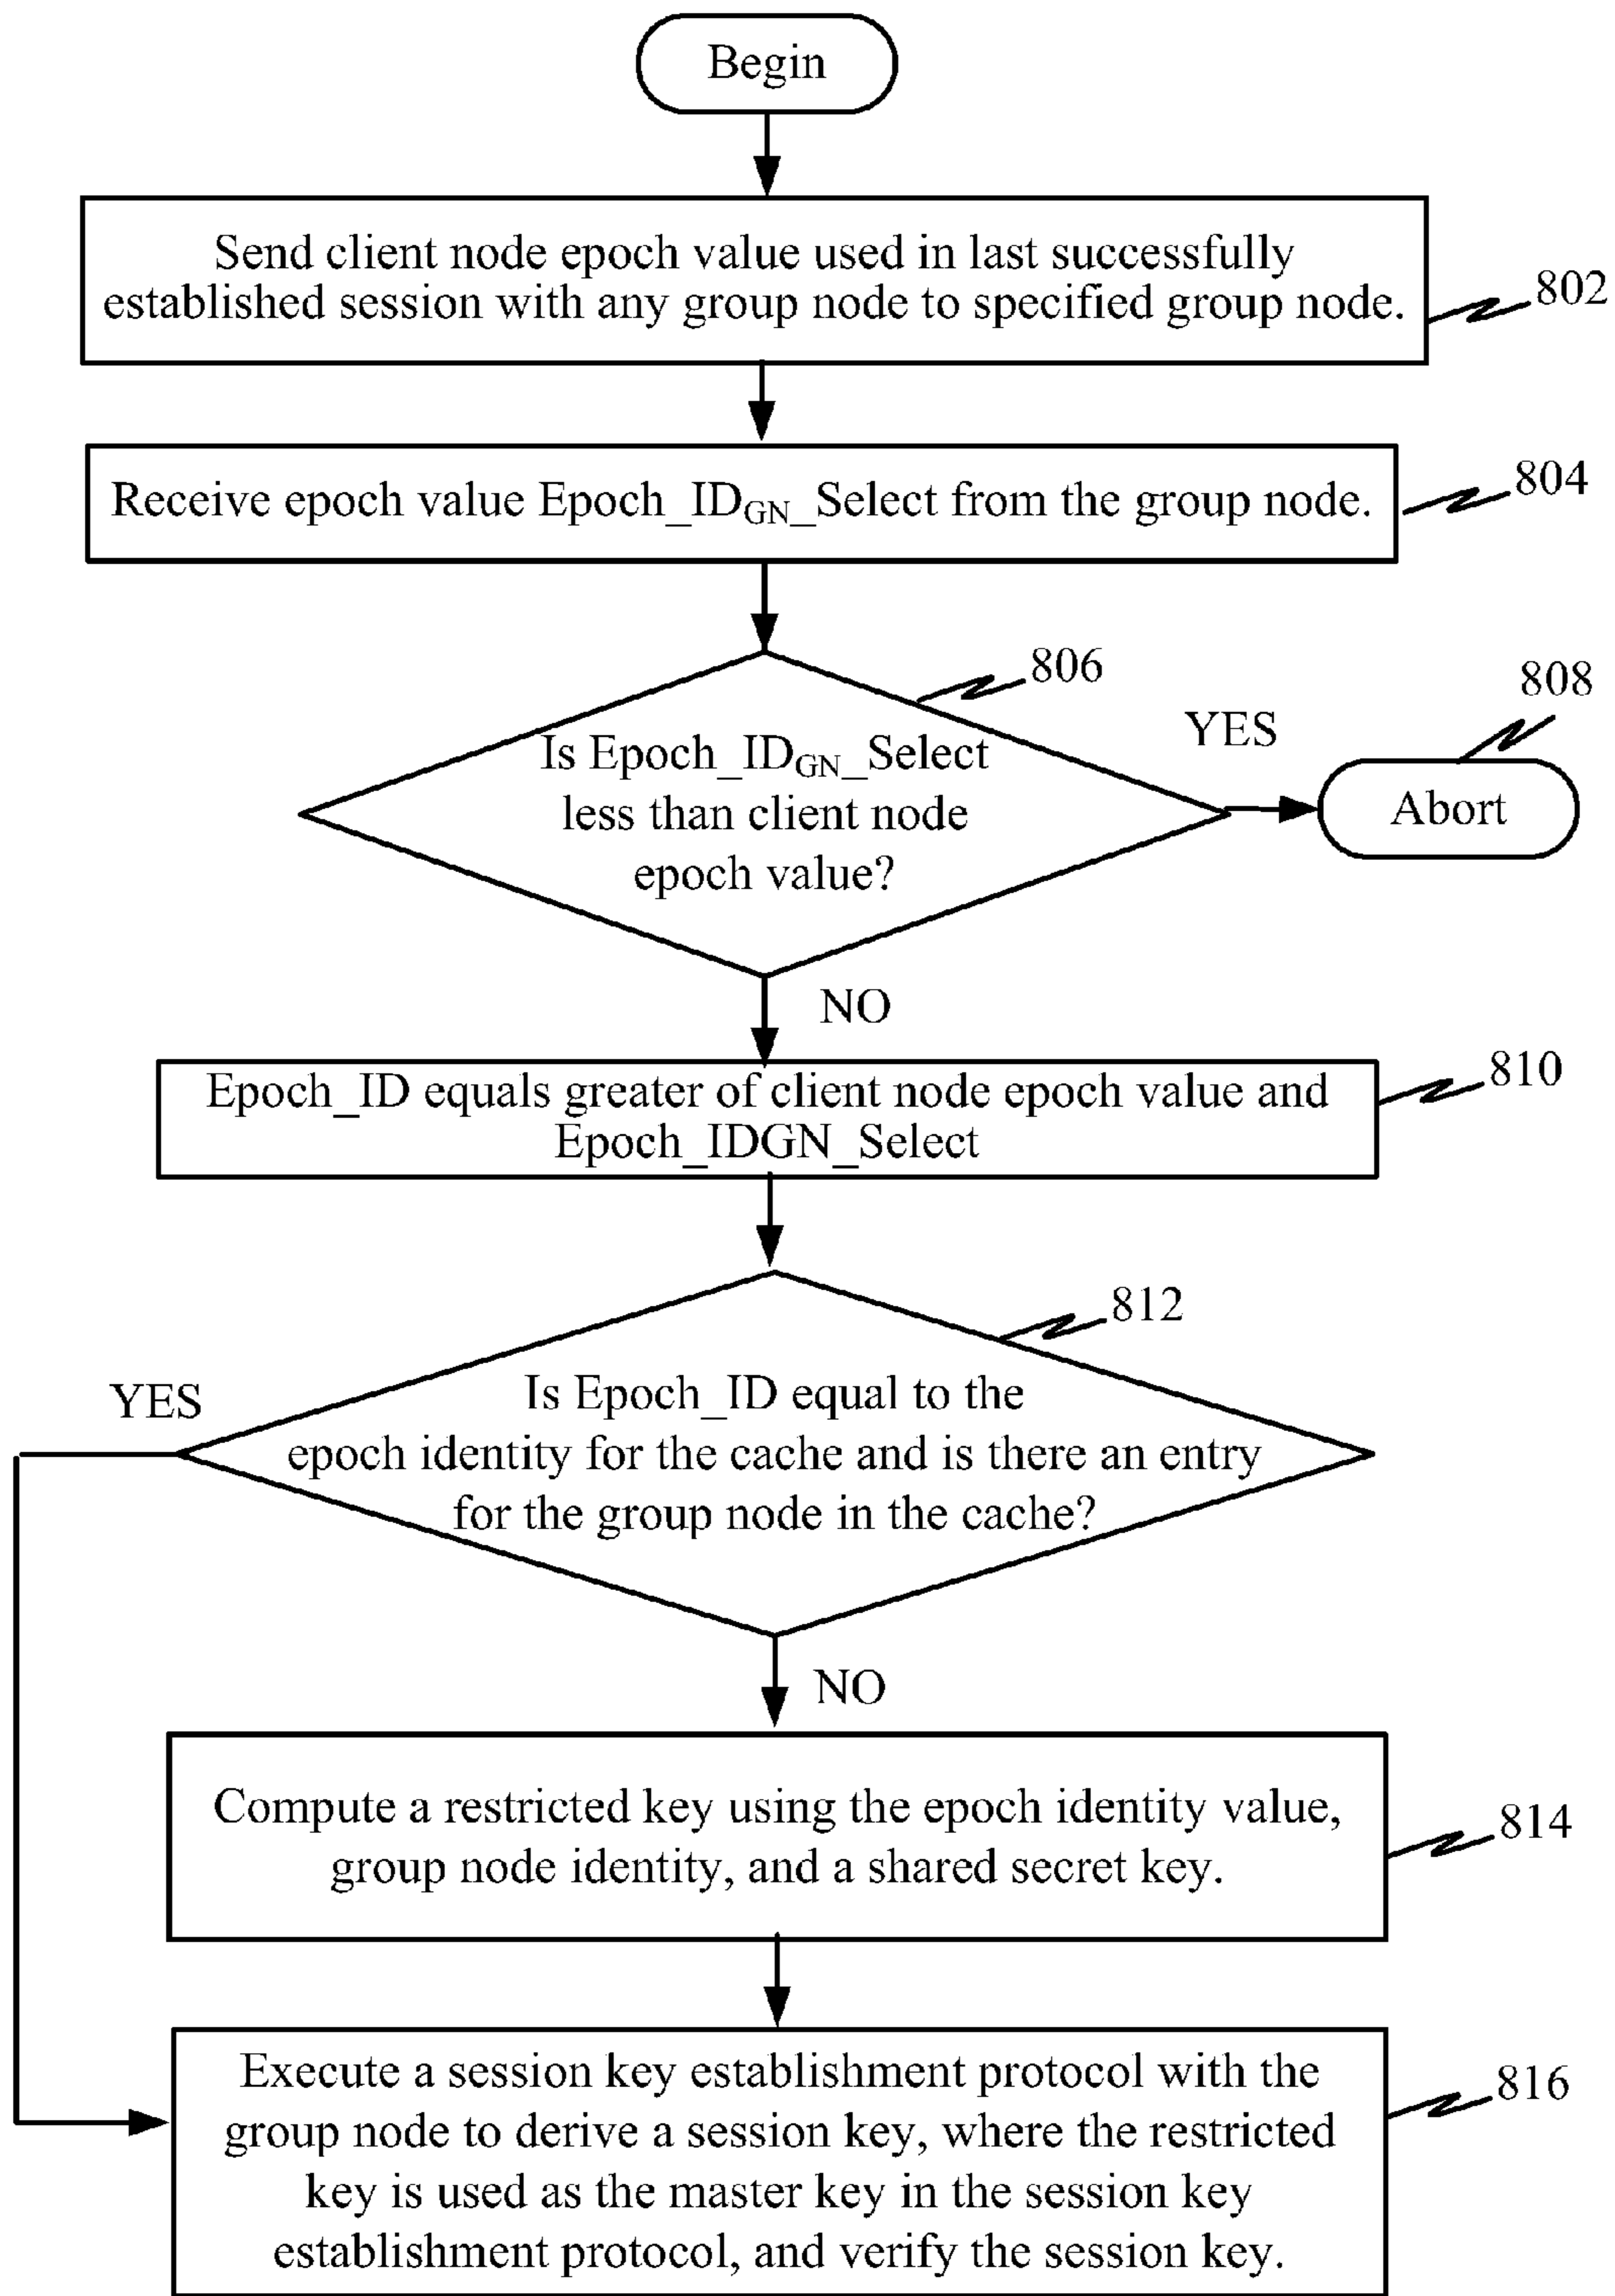 Begin
Send client node epoch value used in last successfully
established session with any group node to specified group node.
802
Receive epoch value Epoch_IDGN_Select from the group node.
804
806
Is Epoch_IDGN_Select
less than client node
epoch value?
YES
808
Abort
NO
Epoch_ID equals greater of client node epoch value and
Epoch_IDGN_Select
810
812
Is Epoch_ID equal to the
epoch identity for the cache and is there an entry
for the group node in the cache?
YES
NO
Compute a restricted key using the epoch identity value,
group node identity, and a shared secret key.
814
Execute a session key establishment protocol with the
group node to derive a session key, where the restricted
key is used as the master key in the session key
establishment protocol, and verify the session key.
816